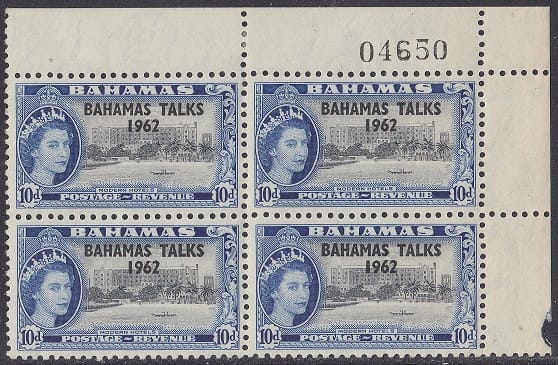 04650
BAHAMAS BAHAMAS
BAHAMAS TALKS BAHAMAS TALKS
1962 1962
MODERN HOTELS MODERN HOTELS
10d POSTAGE~REVENUE 10d 10d POSTAGE~REVENUE 10d
BAHAMAS BAHAMAS
BAHAMAS TALKS BAHAMAS TALKS
1962 1962
MODERN HOTELS MODERN HOTELS
10d POSTAGE~REVENUE 10d 10d POSTAGE~REVENUE 10d